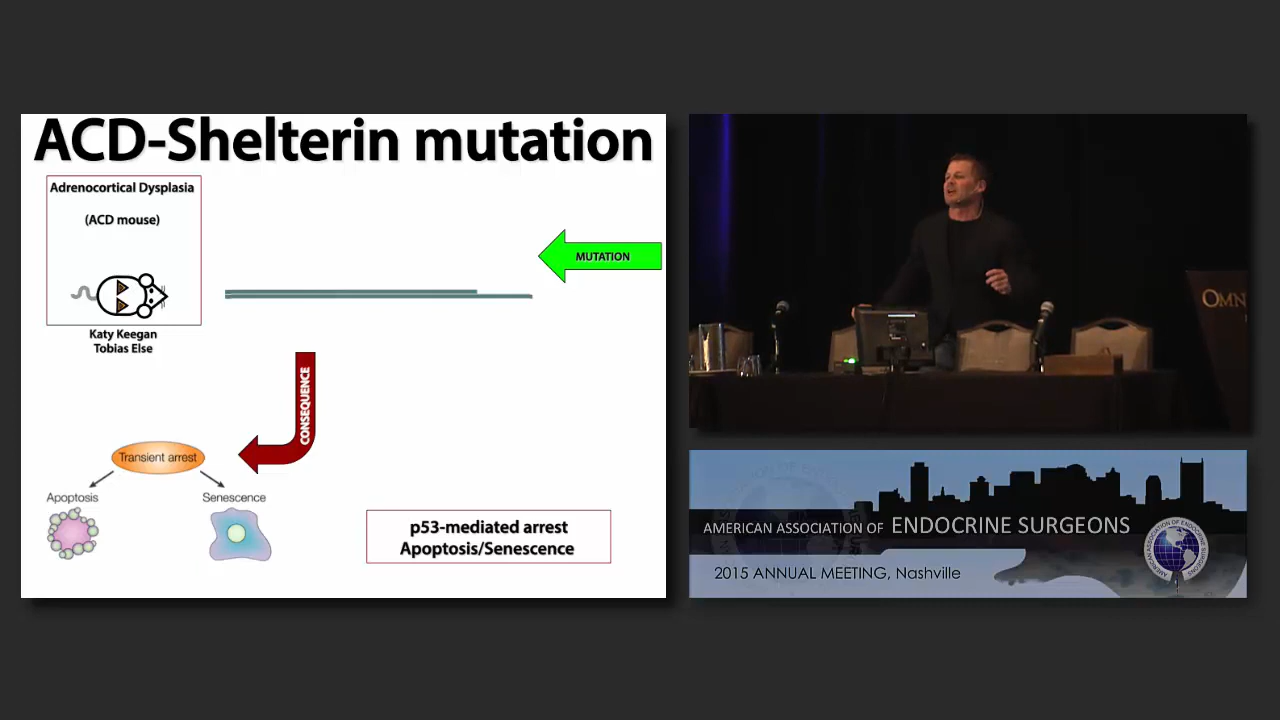 ACD-Shelterin mutation
Adrenocortical Dysplasia
(ACD mouse)
Katy Keegan
Tobias Else
MUTATION
CONSEQUENCE
Transient arrest
Apoptosis
Senescence
p53-mediated arrest
Apoptosis/Senescence
OMN
AMERICAN ASSOCIATION OF ENDOCRINE SURGEONS
2015 ANNUAL MEETING, Nashville